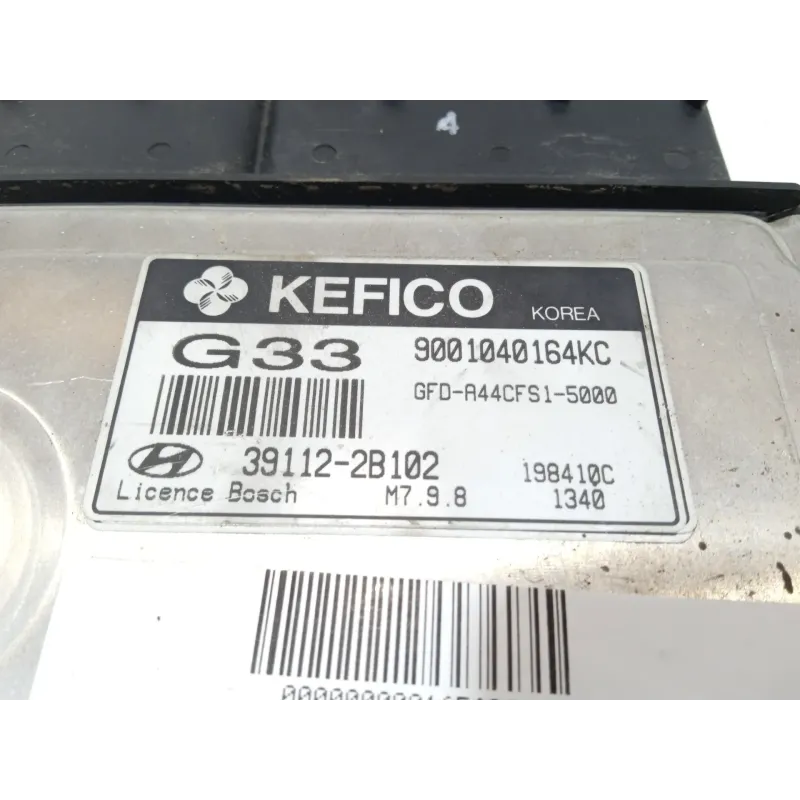 4
KEFICO KOREA
G33 9001040164KC
GFD-A44CFS1-5000
39112-2B102 198410C
Licence Bosch M7.9.8 1340